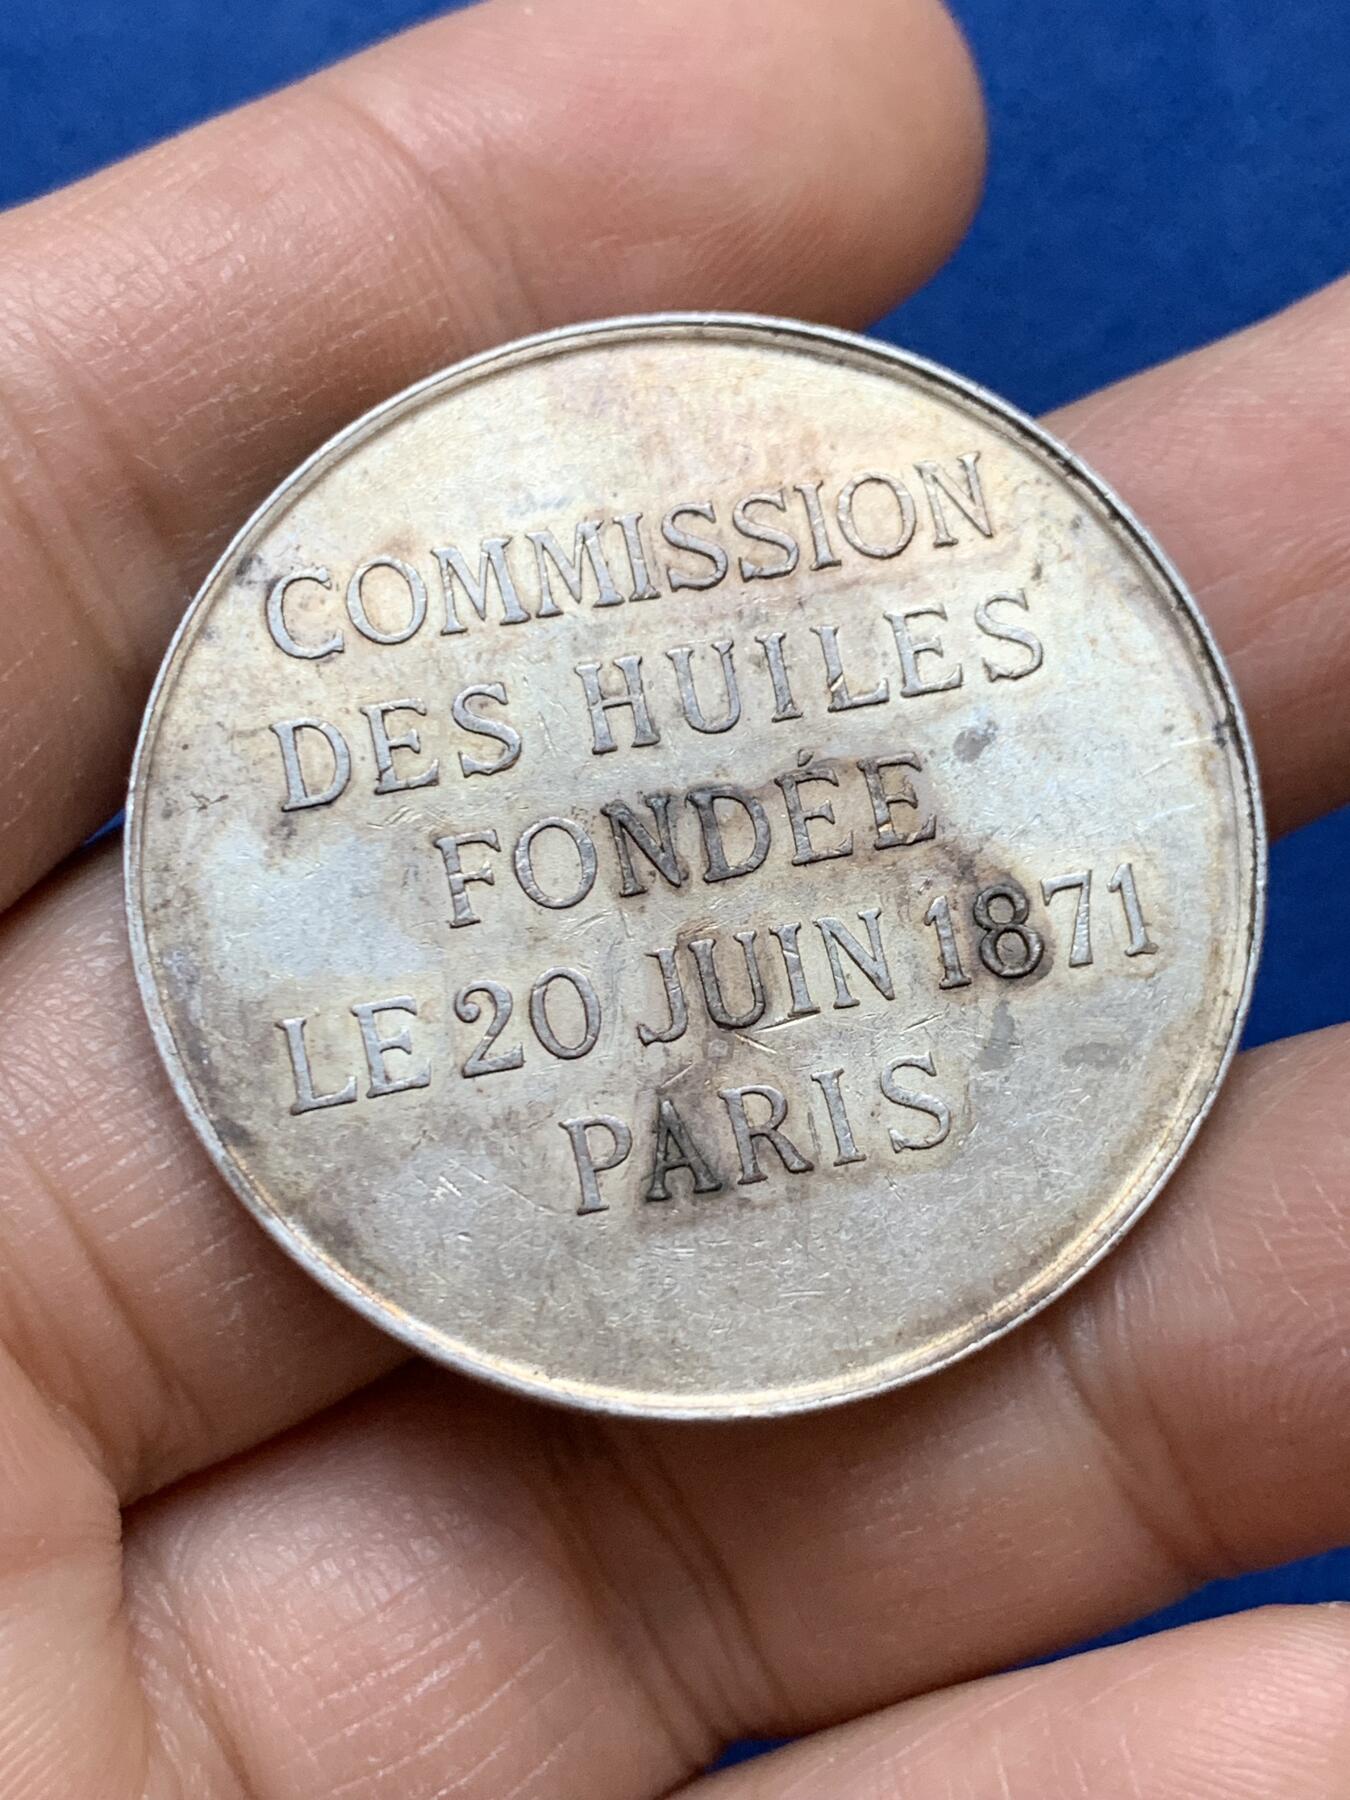 COMMISSION
DES HUILES
FONDÉE
LE 20 JUIN 1871
PARIS